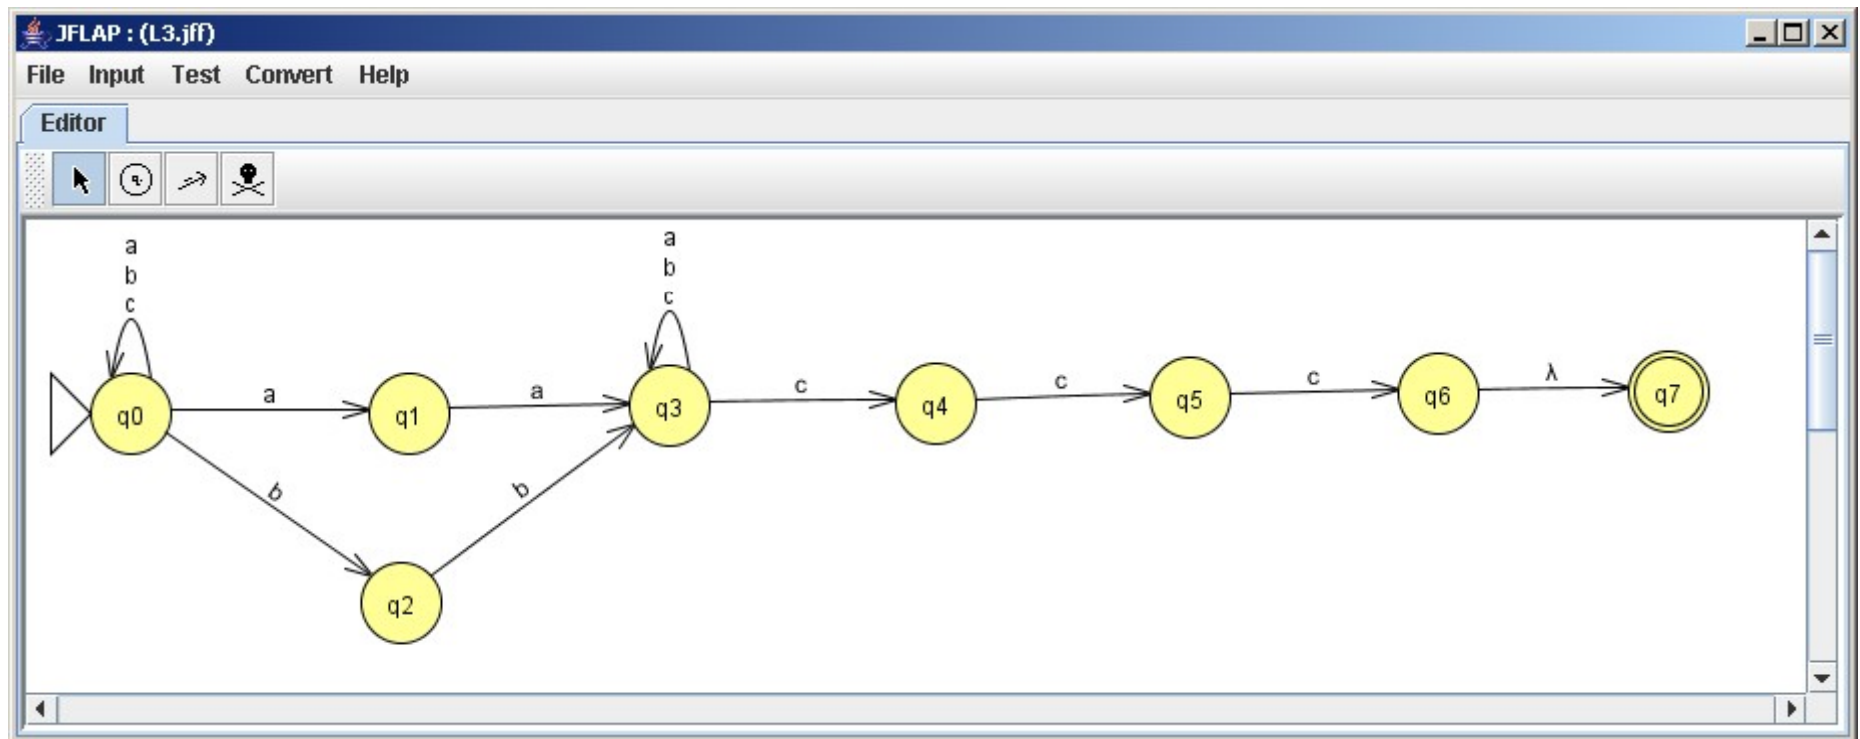 JFLAP : (L3.jff)
File Input Test Convert Help
Editor
q
a
b
c
a
b
c
q0
a
q1
a
q3
c
q4
c
q5
c
q6
λ
q7
b
b
q2